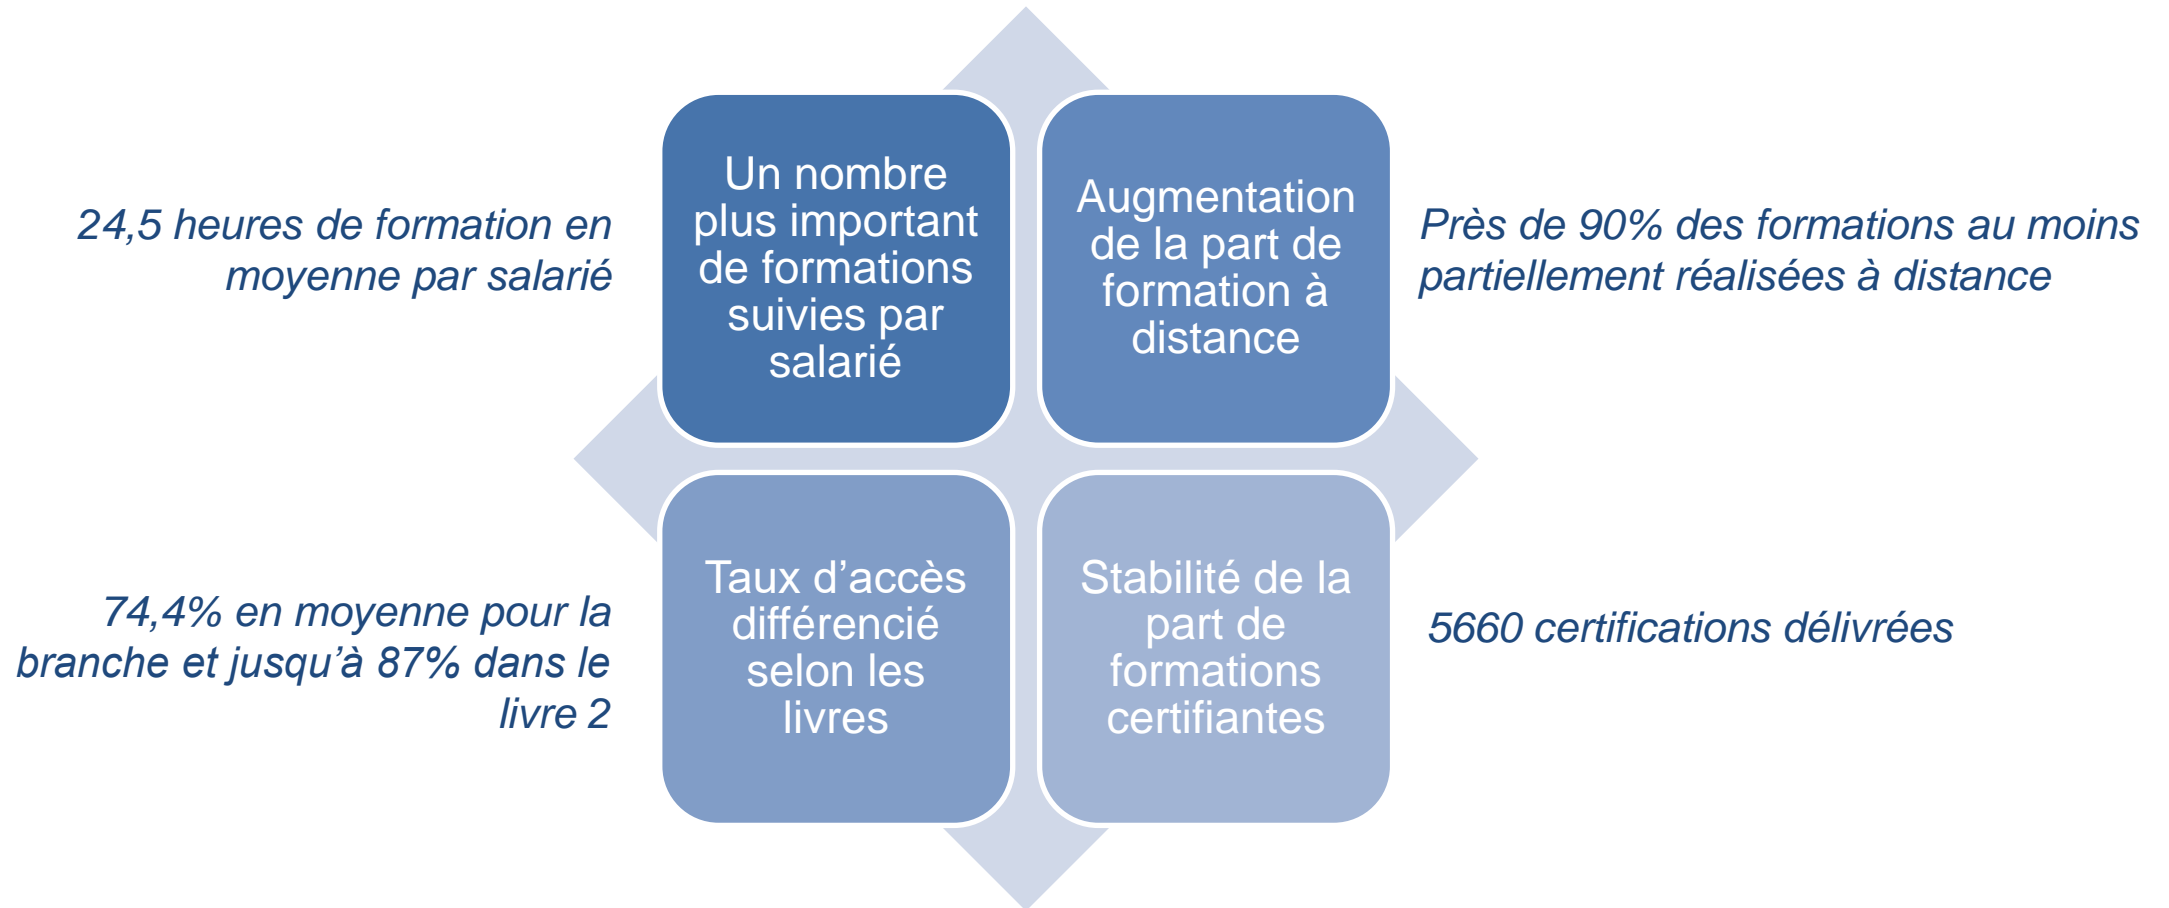 24,5 heures de formation en
moyenne par salarié
Un nombre
plus important
de formations
suivies par
salarié
Augmentation
de la part de
formation à
distance
Près de 90% des formations au moins
partiellement réalisées à distance
74,4% en moyenne pour la
branche et jusqu’à 87% dans le
livre 2
Taux d’accès
différencié
selon les
livres
Stabilité de la
part de
formations
certifiantes
5660 certifications délivrées